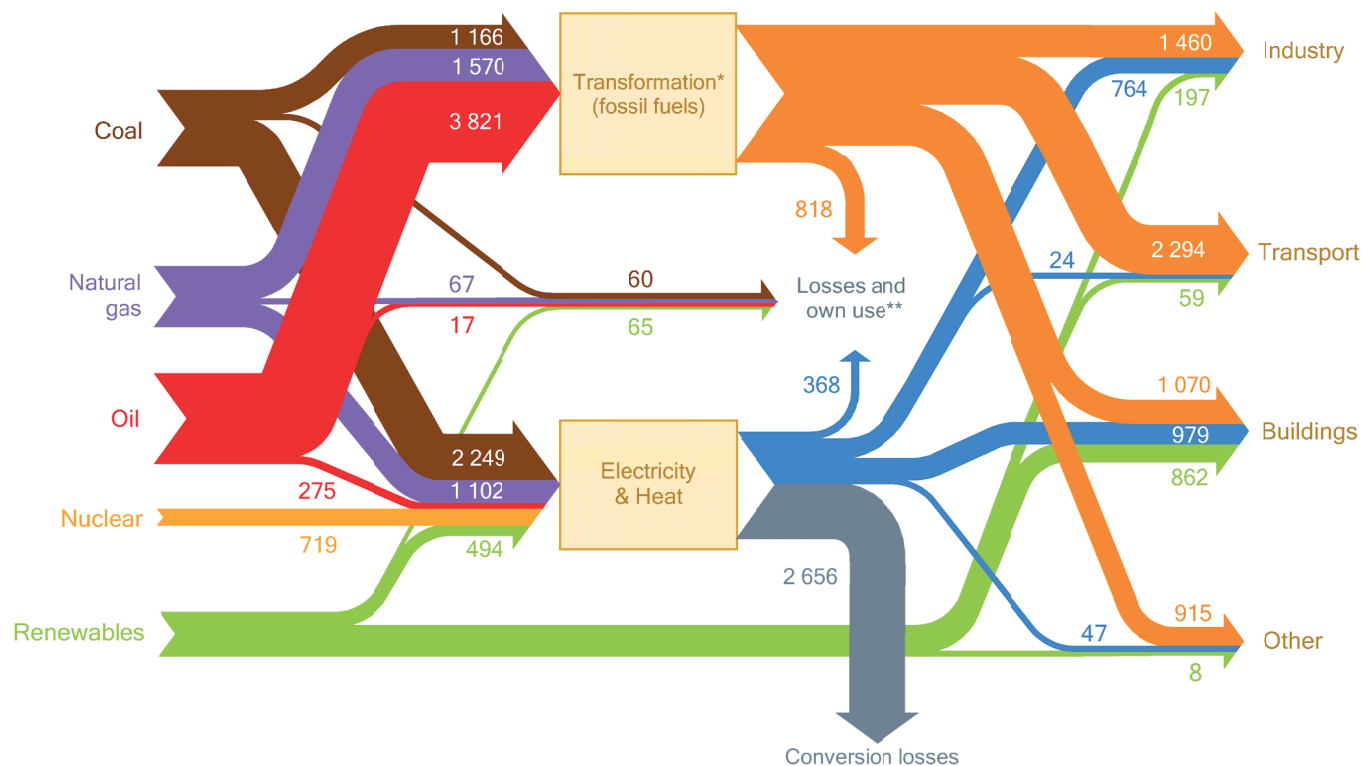 1 166
1 570
3 821
Transformation*
(fossil fuels)
1 460
Industry
764
197
Coal
818
2 294
Transport
24
59
Natural
gas
67
60
17
65
Losses and
own use**
368
1 070
Buildings
979
862
Oil
2 249
1 102
275
Electricity
& Heat
Nuclear
719
494
2 656
915
Other
47
8
Renewables
Conversion losses